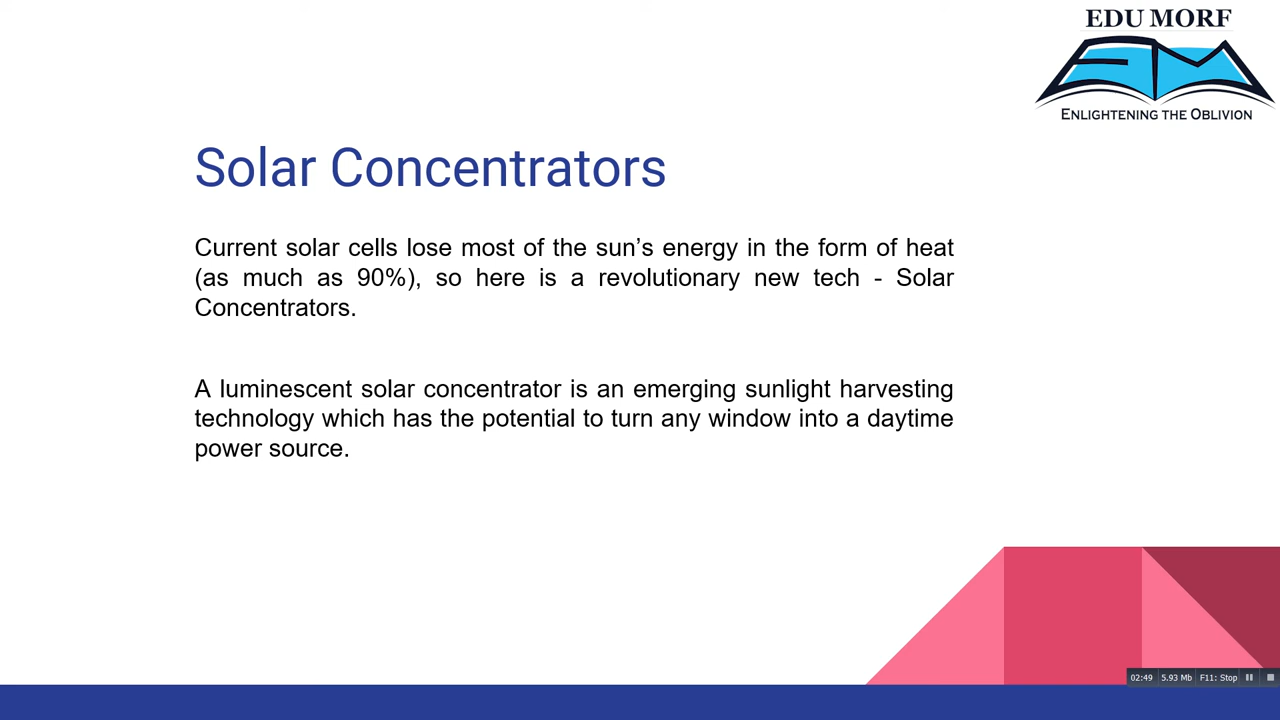 EDU MORF
ENLIGHTENING THE OBLIVION
Solar Concentrators
Current solar cells lose most of the sun’s energy in the form of heat
(as much as 90%), so here is a revolutionary new tech - Solar
Concentrators.
A luminescent solar concentrator is an emerging sunlight harvesting
technology which has the potential to turn any window into a daytime
power source.
02:49 5.93 Mb F11: Stop